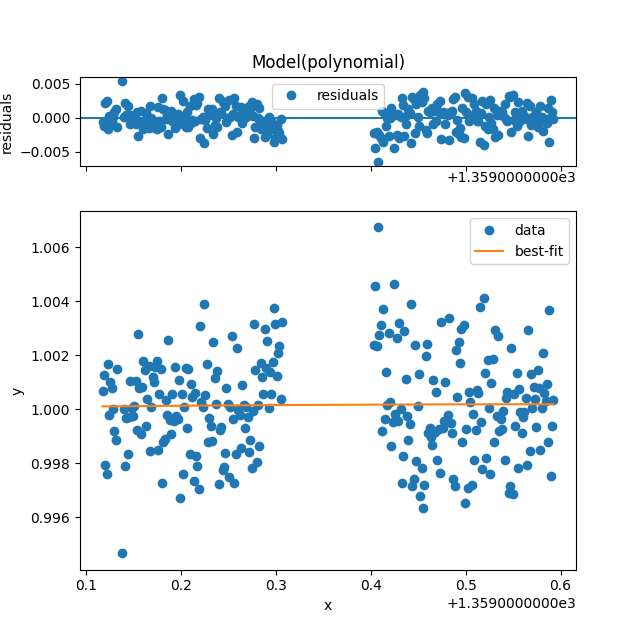 Model(polynomial)
0.005
0.000
−0.005
residuals
residuals
+1.3590000000e3
1.006
1.004
1.002
1.000
0.998
0.996
y
data
best-fit
0.1 0.2 0.3 0.4 0.5 0.6
x
+1.3590000000e3